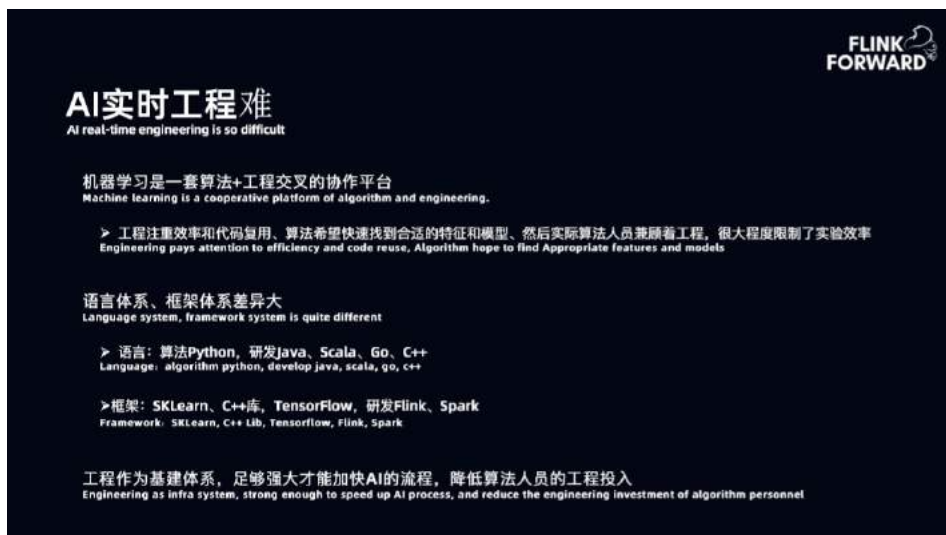 FLINK
FORWARD
AI实时工程难
AI real-time engineering is so difficult
机器学习是一套算法+工程交叉的协作平台
Machine learning is a cooperative platform of algorithm and engineering.
➤ 工程注重效率和代码复用、算法希望快速找到合适的特征和模型、然后实际算法人员兼顾着工程，很大程度限制了实验效率
Engineering pays attention to efficiency and code reuse, Algorithm hope to find Appropriate features and models
语言体系、框架体系差异大
Language system, framework system is quite different
➤ 语言：算法Python，研发Java、Scala、Go、C++
Language：algorithm python, develop java, scala, go, c++
➤框架：SKLearn、C++库，TensorFlow，研发Flink、Spark
Framework：SKLearn, C++ Lib, Tensorflow, Flink, Spark
工程作为基建体系，足够强大才能加快AI的流程，降低算法人员的工程投入
Engineering as infra system, strong enough to speed up AI process, and reduce the engineering investment of algorithm personnel